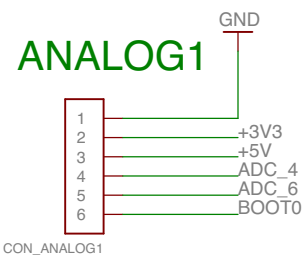 GND
ANALOG1
1
2 +3V3
3 +5V
4 ADC_4
5 ADC_6
6 BOOT0
CON_ANALOG1